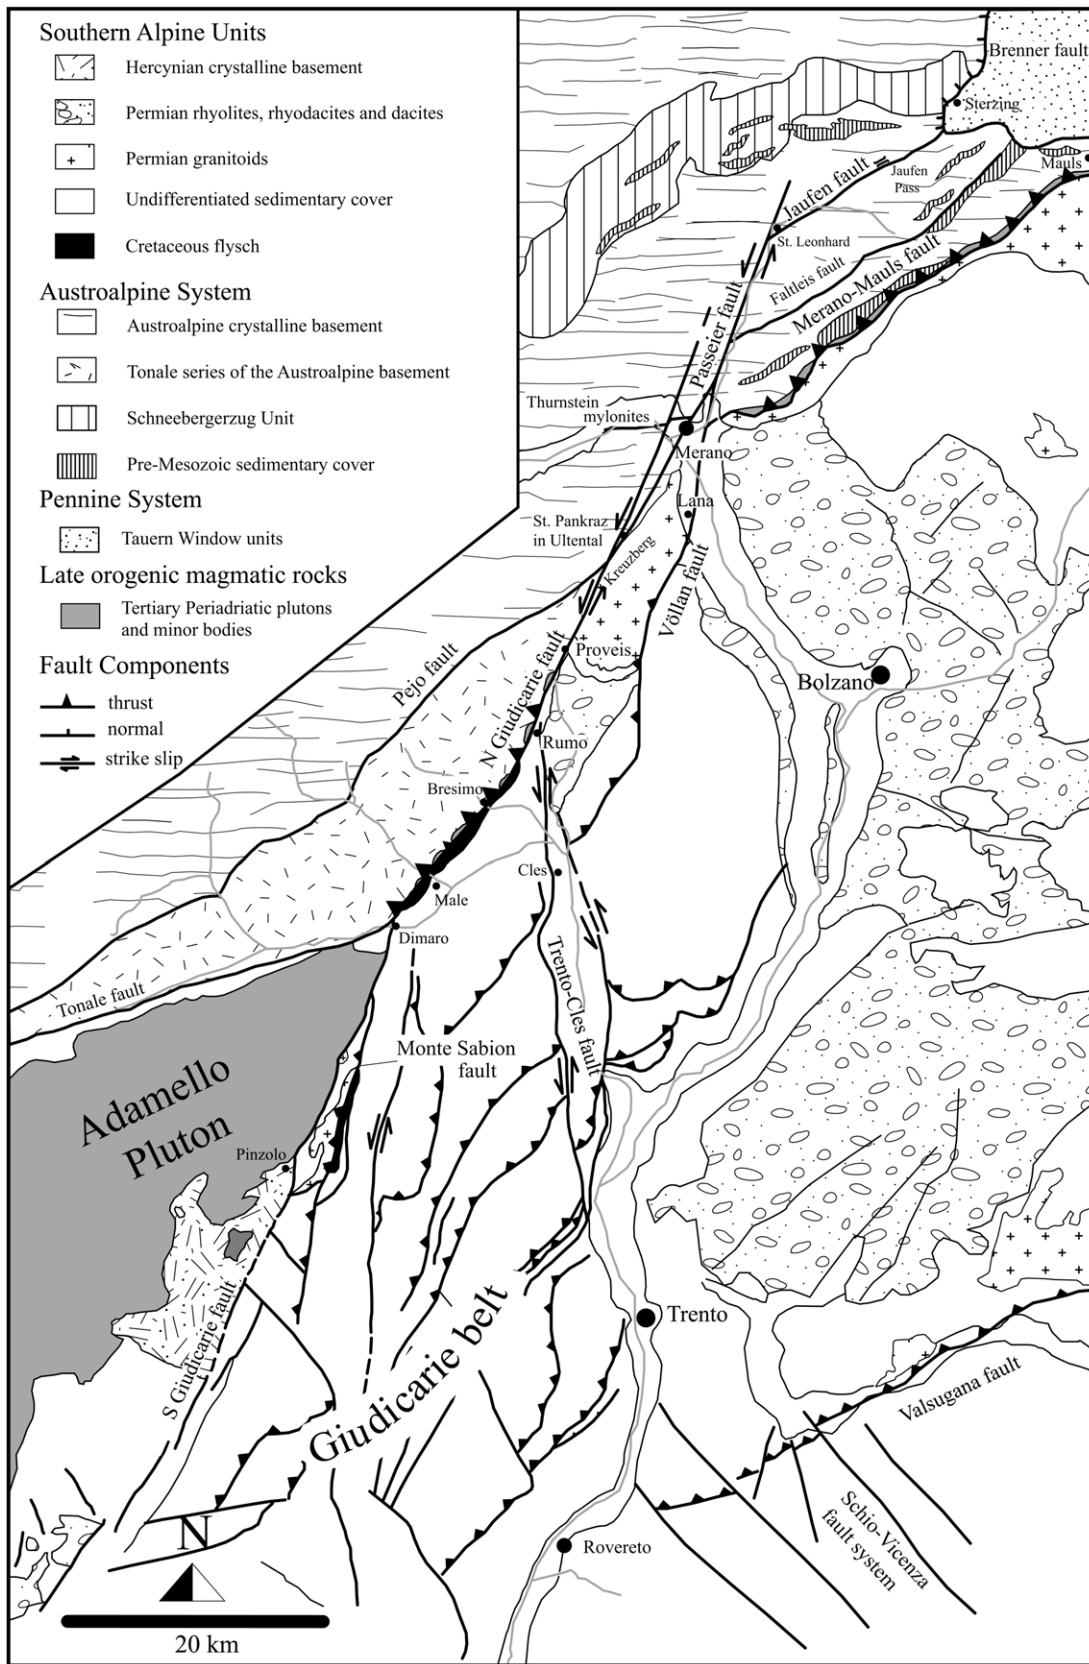 Southern Alpine Units
Hercynian crystalline basement
Permian rhyolites, rhyodacites and dacites
Permian granitoids
Undifferentiated sedimentary cover
Cretaceous flysch
Austroalpine System
Austroalpine crystalline basement
Tonale series of the Austroalpine basement
Schneebergerzug Unit
Pre-Mesozoic sedimentary cover
Pennine System
Tauern Window units
Late orogenic magmatic rocks
Tertiary Periadriatic plutons
and minor bodies
Fault Components
thrust
normal
strike slip
Brenner fault
Sterzing
Mauls
Jaufen fault
Jaufen
Pass
St. Leonhard
Faltleis fault
Merano-Mauls fault
Passeier fault
Thurnstein
mylonites
Merano
Lana
St. Pankraz
in Ultental
Kreuzberg
Völlan fault
Proveis
Pejo fault
N Giudicarie fault
Bolzano
Rumo
Bresimo
Cles
Male
Dimaro
Tonale fault
Trento-Cles fault
Monte Sabion
fault
Adamello
Pluton
Pinzolo
S Giudicarie fault
Giudicarie belt
Trento
Valsugana fault
Schio-Vicenza
fault system
Rovereto
N
20 km